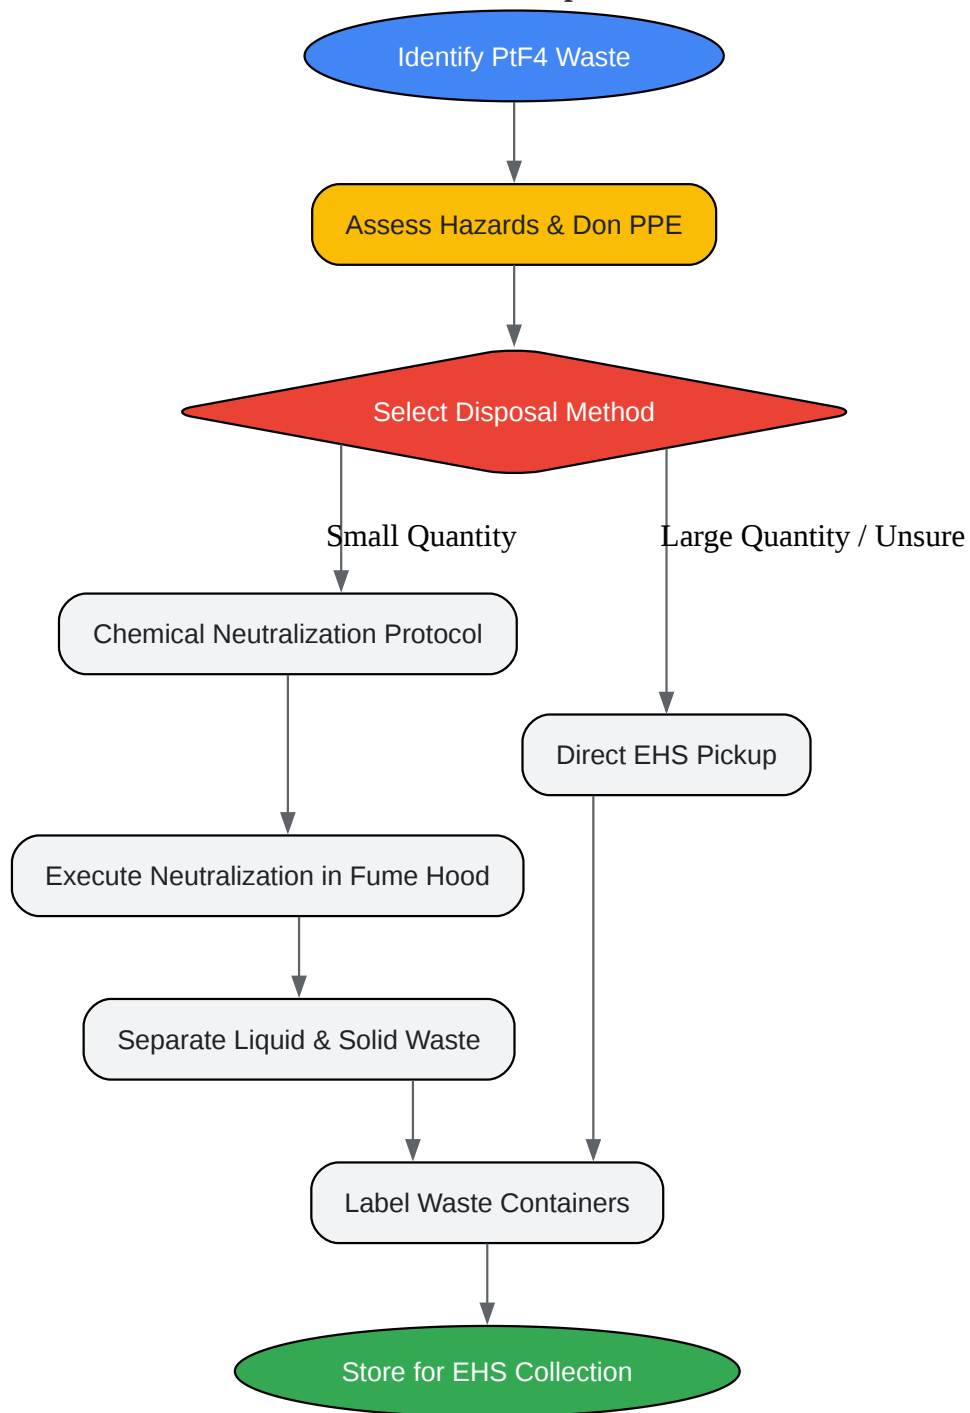 Identify PtF4 Waste
Assess Hazards & Don PPE
Select Disposal Method
Small Quantity
Large Quantity / Unsure
Chemical Neutralization Protocol
Direct EHS Pickup
Execute Neutralization in Fume Hood
Separate Liquid & Solid Waste
Label Waste Containers
Store for EHS Collection